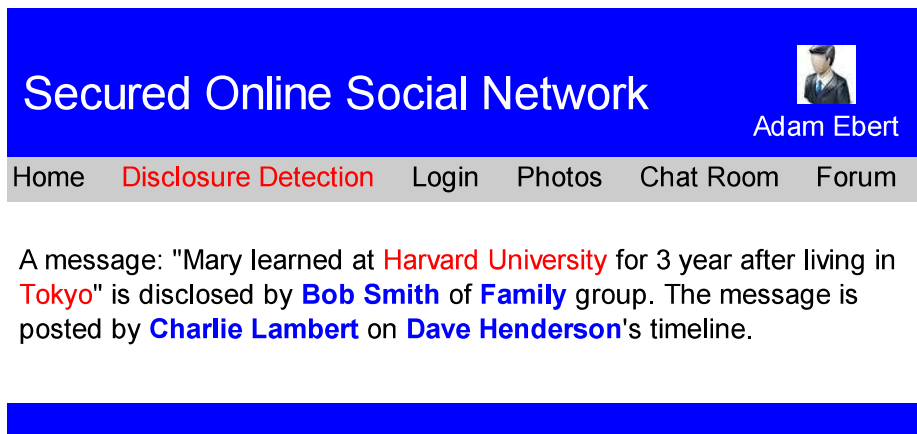 Secured Online Social Network
Adam Ebert
Home Disclosure Detection Login Photos Chat Room Forum
A message: "Mary learned at Harvard University for 3 year after living in
Tokyo" is disclosed by Bob Smith of Family group. The message is
posted by Charlie Lambert on Dave Henderson's timeline.